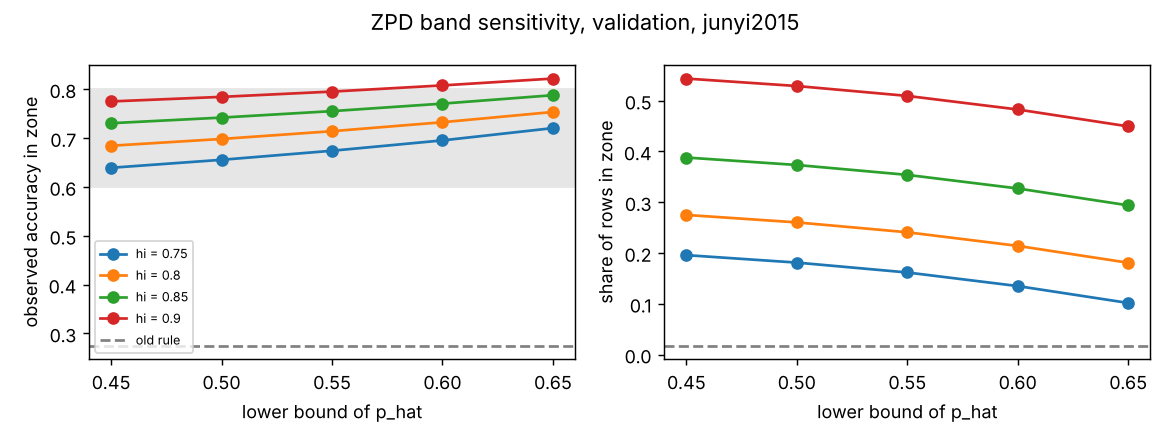 ZPD band sensitivity, validation, junyi2015
observed accuracy in zone
0.8
0.7
0.6
0.5
0.4
0.3
hi = 0.75
hi = 0.8
hi = 0.85
hi = 0.9
old rule
0.45 0.50 0.55 0.60 0.65
lower bound of p_hat
share of rows in zone
0.5
0.4
0.3
0.2
0.1
0.0
0.45 0.50 0.55 0.60 0.65
lower bound of p_hat